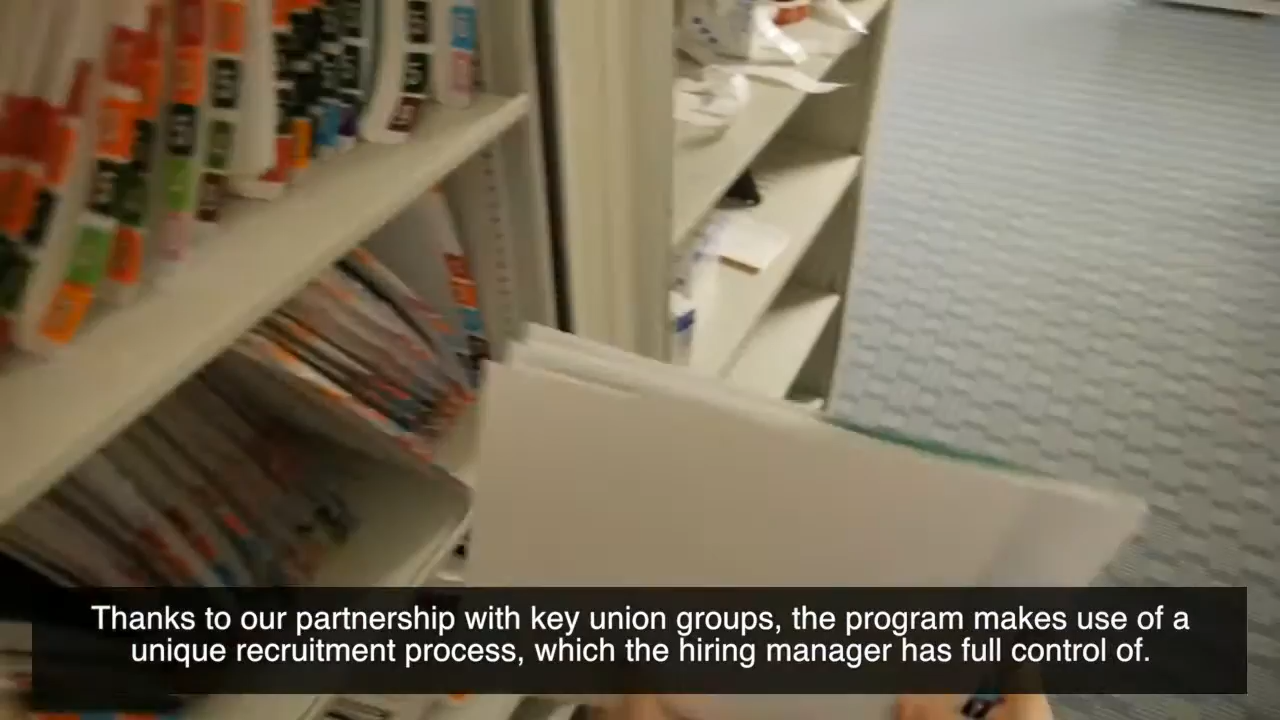 Thanks to our partnership with key union groups, the program makes use of a
unique recruitment process, which the hiring manager has full control of.